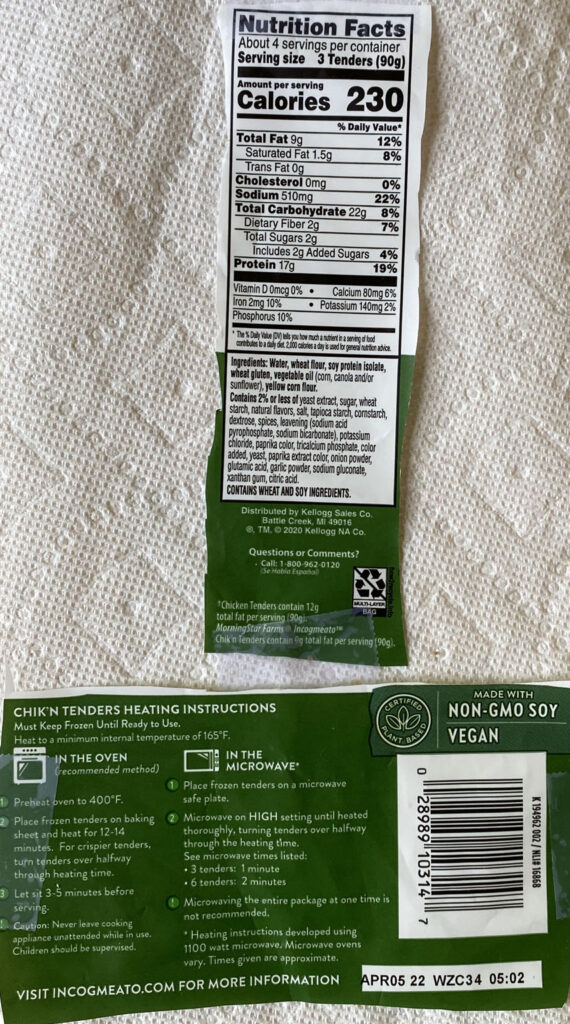 Nutrition Facts
About 4 servings per container
Serving size 3 Tenders (90g)
Amount per serving
Calories 230
% Daily Value*
Total Fat 9g 12%
Saturated Fat 1.5g 8%
Trans Fat 0g
Cholesterol 0mg 0%
Sodium 510mg 22%
Total Carbohydrate 22g 8%
Dietary Fiber 2g 7%
Total Sugars 2g
Includes 2g Added Sugars 4%
Protein 17g 19%
Vitamin D 0mcg 0% • Calcium 80mg 6%
Iron 2mg 10% • Potassium 140mg 2%
Phosphorus 10%
* The % Daily Value (DV) tells you how much a nutrient in a serving of food
contributes to a daily diet. 2,000 calories a day is used for general nutrition advice.
Ingredients: Water, wheat flour, soy protein isolate,
wheat gluten, vegetable oil (corn, canola and/or
sunflower), yellow corn flour.
Contains 2% or less of yeast extract, sugar, wheat
starch, natural flavors, salt, tapioca starch, cornstarch,
dextrose, spices, leavening (sodium acid
pyrophosphate, sodium bicarbonate), potassium
chloride, paprika color, tricalcium phosphate, color
added, yeast, paprika extract color, onion powder,
glutamic acid, garlic powder, sodium gluconate,
xanthan gum, citric acid.
CONTAINS WHEAT AND SOY INGREDIENTS.
Distributed by Kellogg Sales Co.
Battle Creek, MI 49016
®, TM, © 2020 Kellogg NA Co.
Questions or Comments?
Call: 1-800-962-0120
(Se Habla Español)
MULTI-LAYER
BAG
†Chicken Tenders contain 12g
total fat per serving (90g).
MorningStar Farms Incogmeato™
Chik'n Tenders contain 9g total fat per serving (90g).
CHIK'N TENDERS HEATING INSTRUCTIONS
Must Keep Frozen Until Ready to Use.
Heat to a minimum internal temperature of 165°F.
IN THE OVEN
(recommended method)
1 Preheat oven to 400°F.
2 Place frozen tenders on baking
sheet and heat for 12-14
minutes. For crispier tenders,
turn tenders over halfway
through heating time.
3 Let sit 3-5 minutes before
serving.
! Caution: Never leave cooking
appliance unattended while in use.
Children should be supervised.
IN THE
MICROWAVE*
1 Place frozen tenders on a microwave
safe plate.
2 Microwave on HIGH setting until heated
thoroughly, turning tenders over halfway
through the heating time.
See microwave times listed:
• 3 tenders: 1 minute
• 6 tenders: 2 minutes
! Microwaving the entire package at one time is
not recommended.
* Heating instructions developed using
1100 watt microwave. Microwave ovens
vary. Times given are approximate.
VISIT INCOGMEATO.COM FOR MORE INFORMATION
CERTIFIED
PLANT BASED
MADE WITH
NON-GMO SOY
VEGAN
0 28989 10314 7
K 194962 002 / NLI# 16868
APR05 22 WZC34 05:02